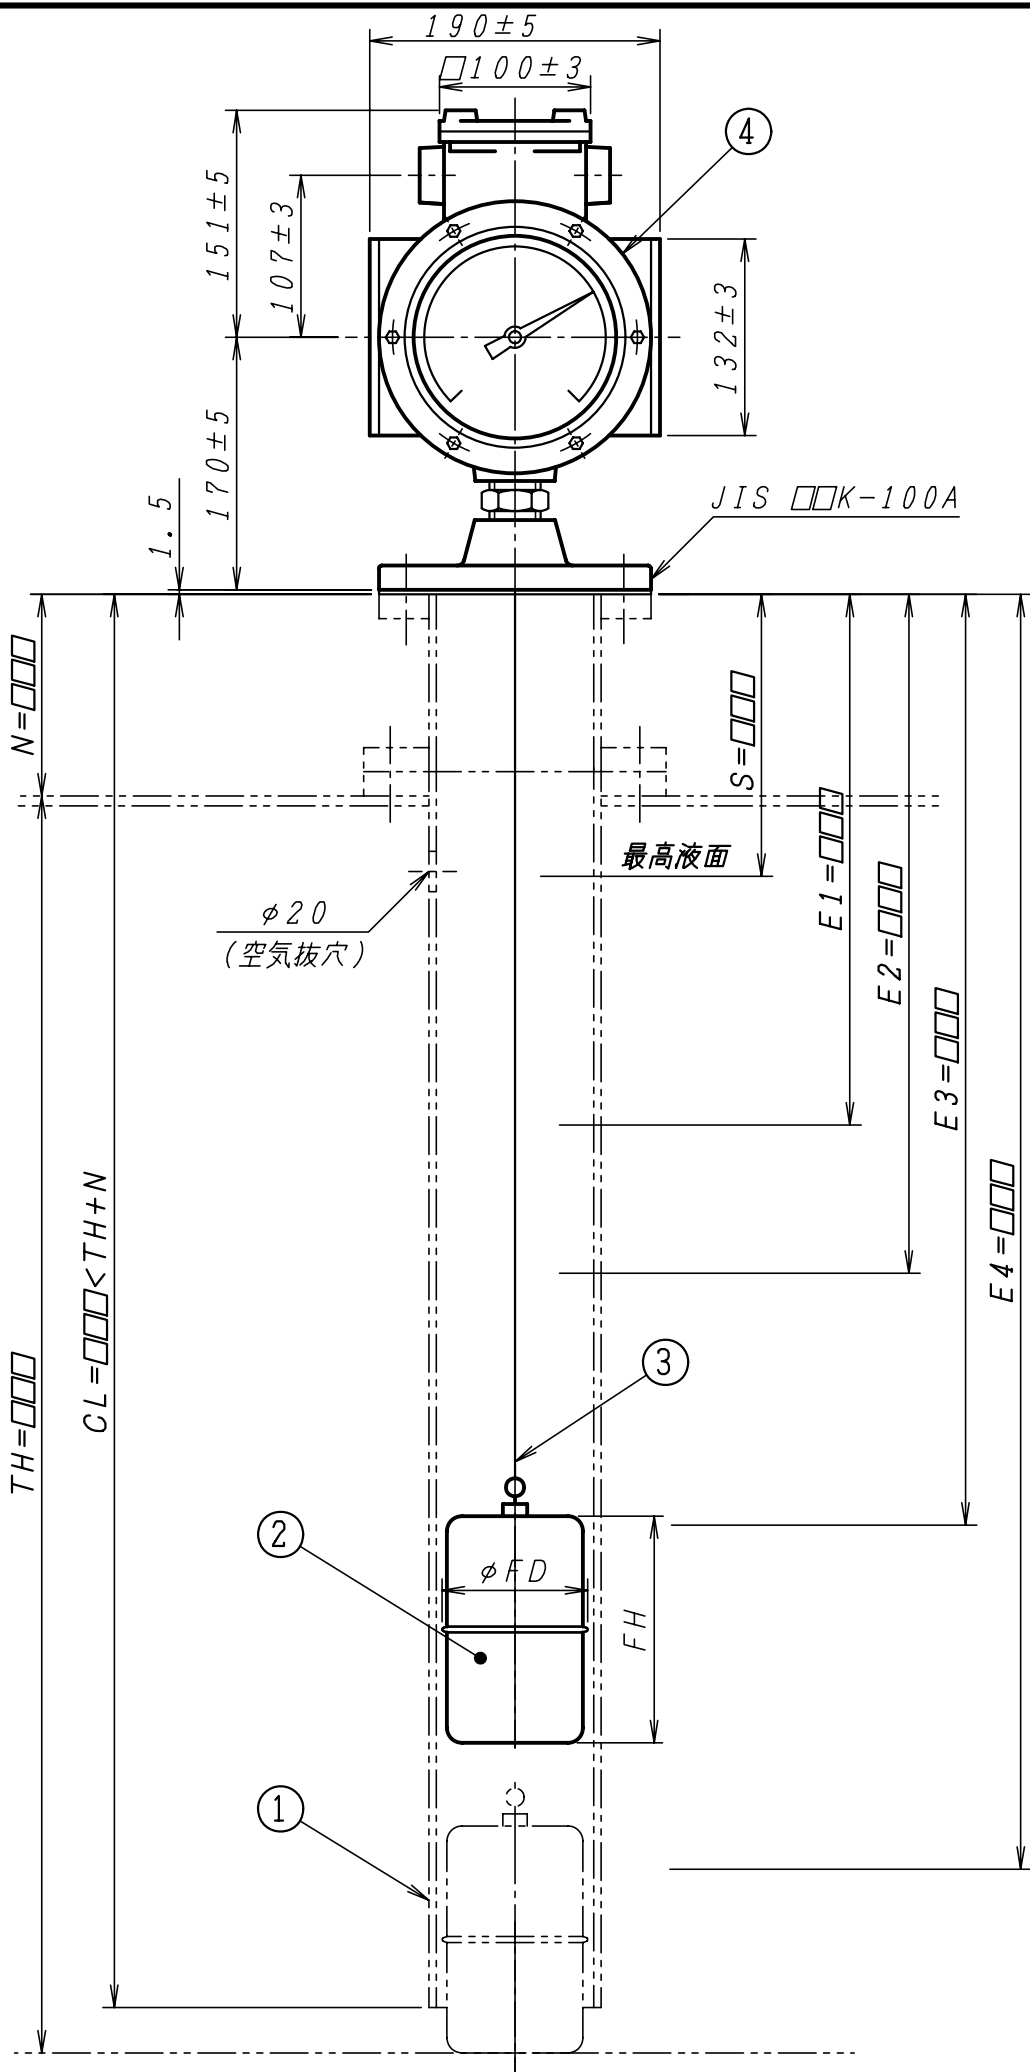 190±5
□100±3
④
151±5
107±3
132±3
170±5
1.5
JIS □□K-100A
N=□□□
S=□□□
最高液面
E1=□□□
φ20
(空気抜穴)
E2=□□□
E3=□□□
E4=□□□
CL=□□□<TH+N
TH=□□□
③
②
φFD
FH
①